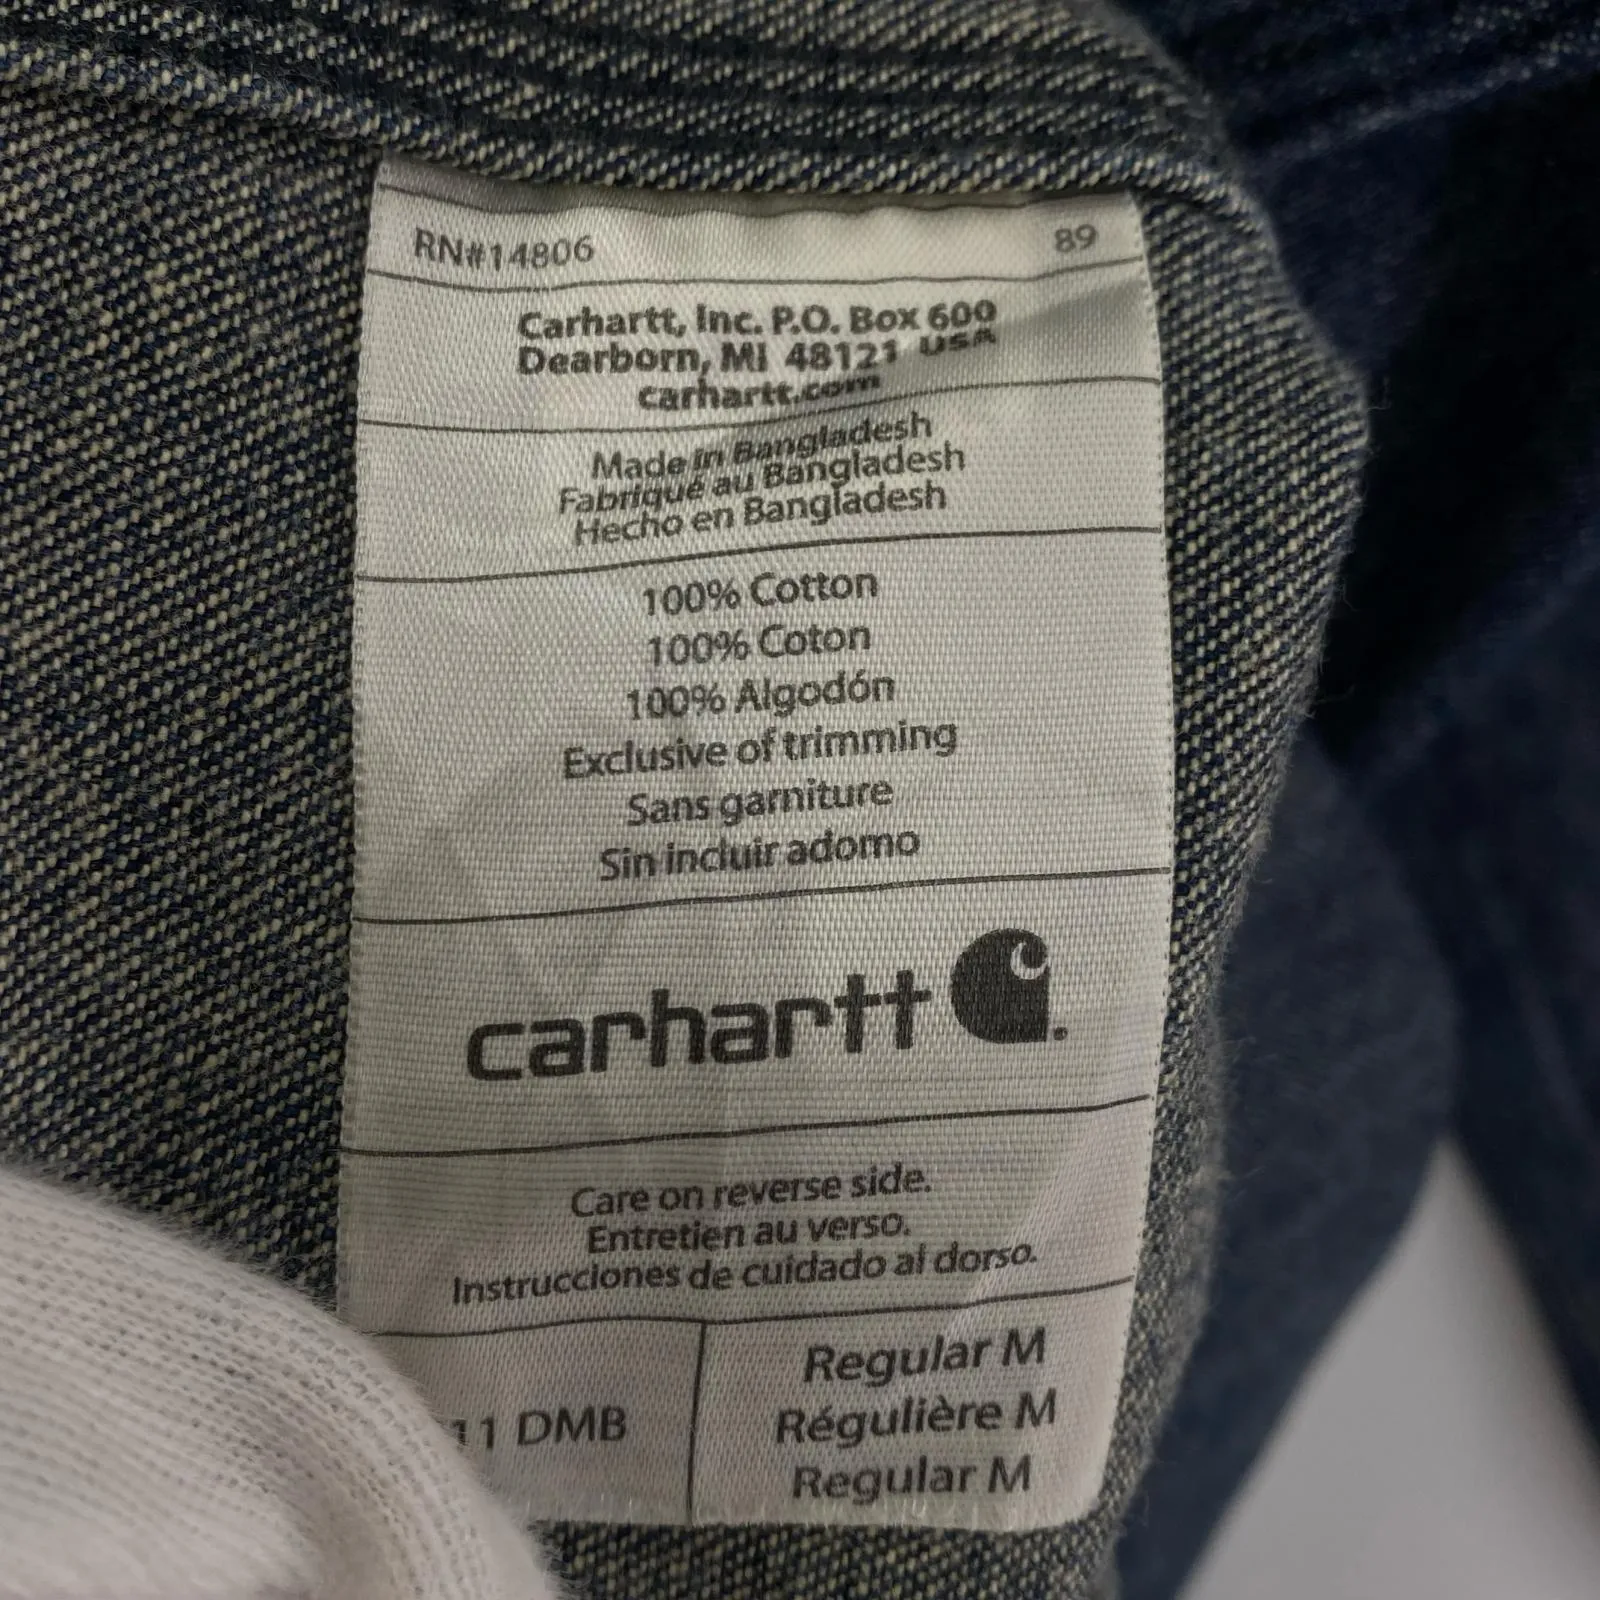 RN#14806 89
Carhartt, Inc. P.O. Box 600
Dearborn, MI 48121 USA
carhartt.com
Made in Bangladesh
Fabriqué au Bangladesh
Hecho en Bangladesh
100% Cotton
100% Coton
100% Algodón
Exclusive of trimming
Sans garniture
Sin incluir adorno
carhartt
Care on reverse side.
Entretien au verso.
Instrucciones de cuidado al dorso.
Regular M
11 DMB Régulière M
Regular M